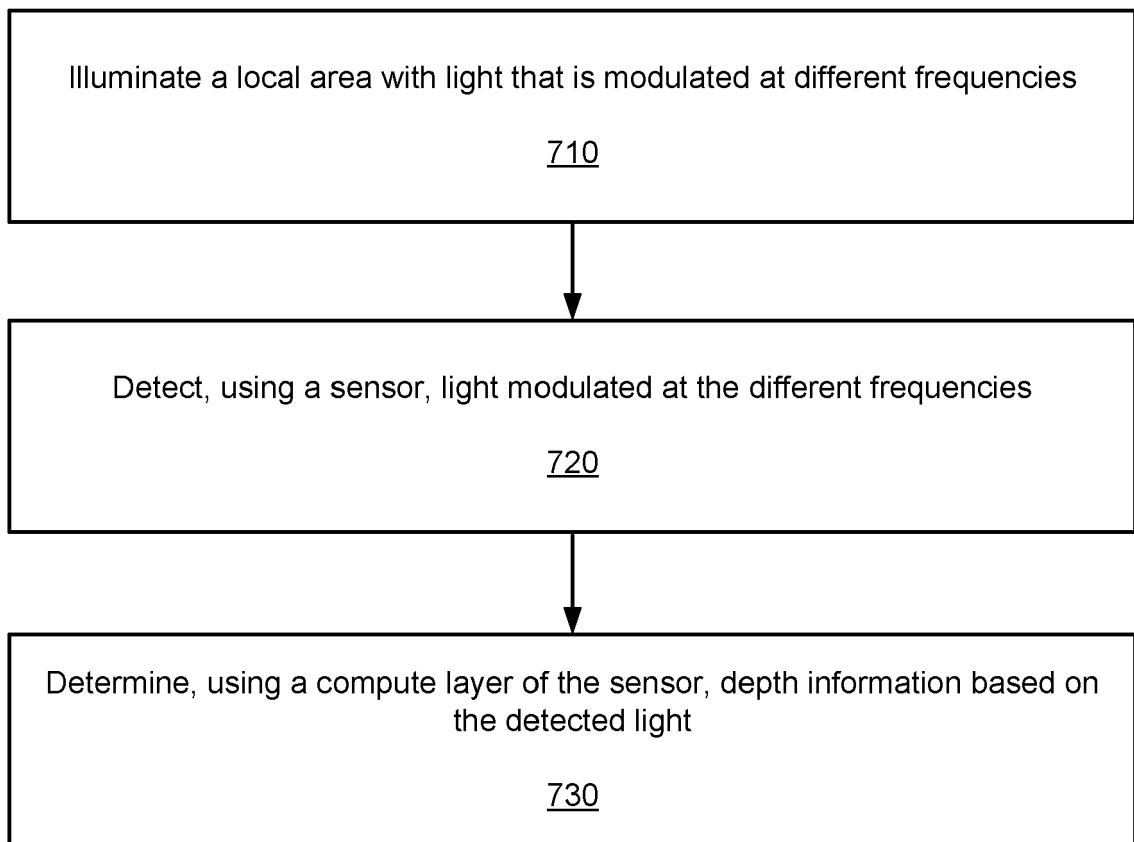 Illuminate a local area with light that is modulated at different frequencies
710
Detect, using a sensor, light modulated at the different frequencies
720
Determine, using a compute layer of the sensor, depth information based on
the detected light
730